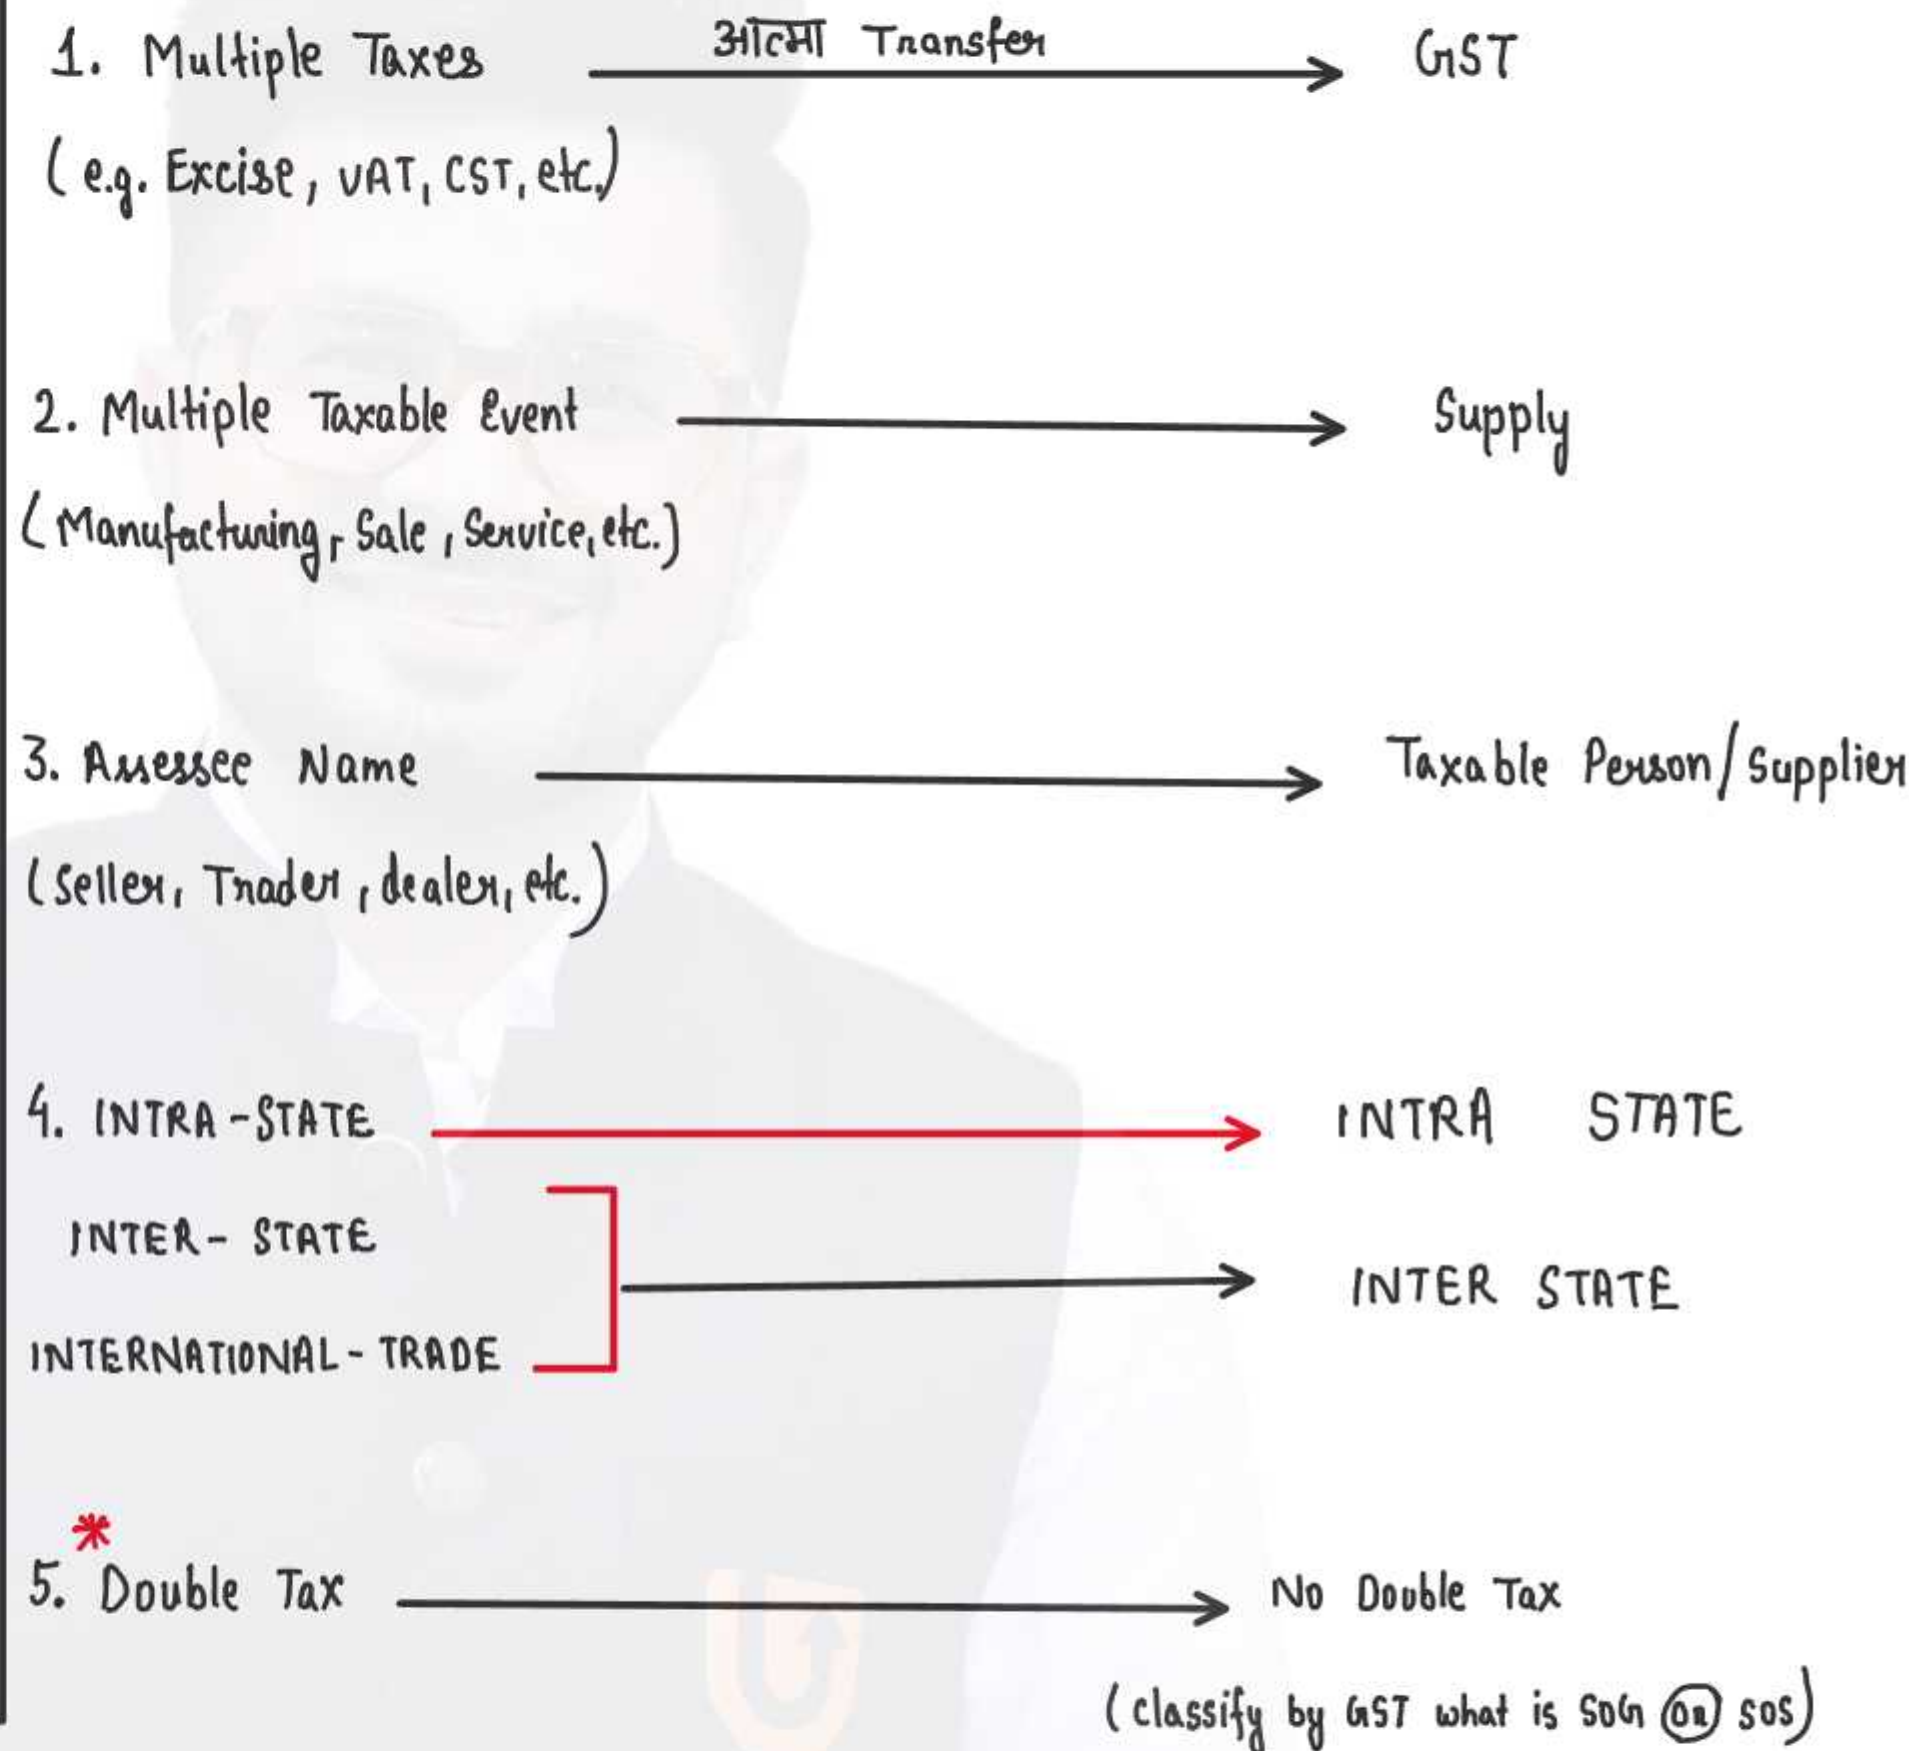 1. Multiple Taxes आत्मा Transfer GST
(e.g. Excise, VAT, CST, etc.)
2. Multiple Taxable Event Supply
(Manufacturing, Sale, Service, etc.)
3. Assessee Name Taxable Person/Supplier
(Seller, Trader, dealer, etc.)
4. INTRA-STATE INTRA STATE
INTER-STATE
INTER STATE
INTERNATIONAL-TRADE
*
5. Double Tax No Double Tax
(classify by GST what is SOG OR SOS)